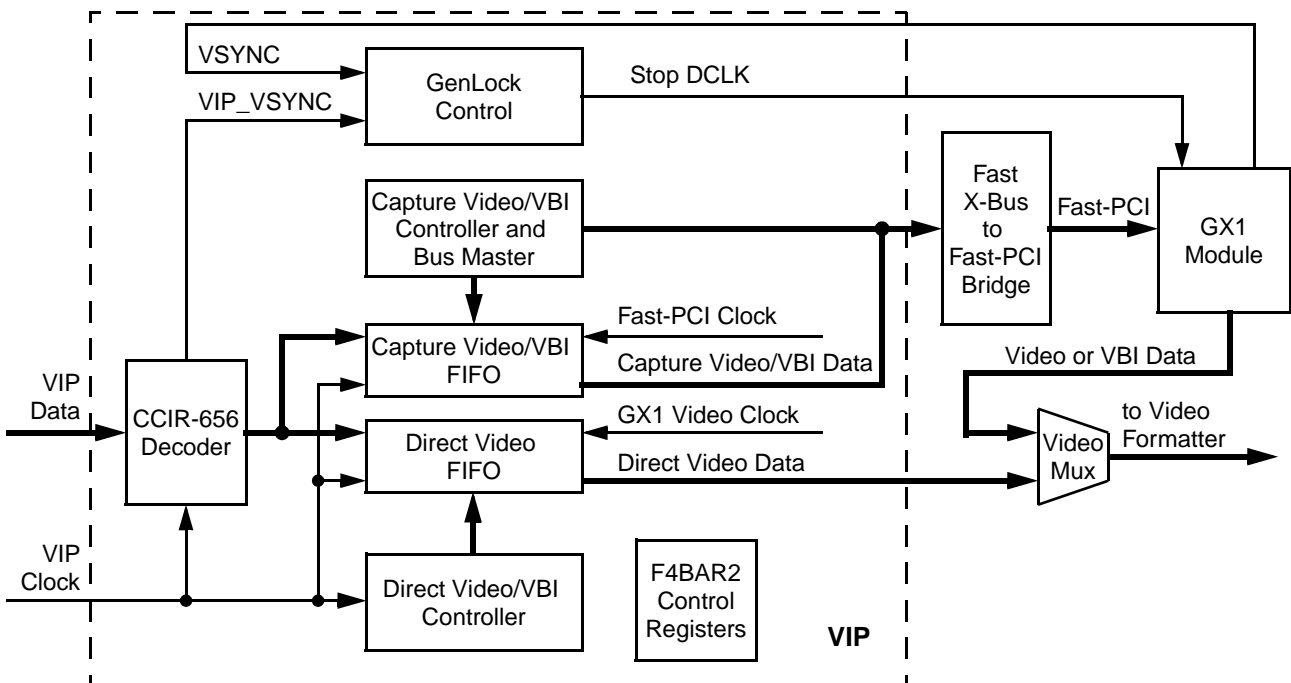 VSYNC
VIP_VSYNC
GenLock
Control
Stop DCLK
Capture Video/VBI
Controller and
Bus Master
Fast
X-Bus
to
Fast-PCI
Bridge
Fast-PCI
GX1
Module
Fast-PCI Clock
Capture Video/VBI
FIFO
Capture Video/VBI Data
Video or VBI Data
VIP
Data
CCIR-656
Decoder
GX1 Video Clock
Direct Video
FIFO
Direct Video Data
Video
Mux
to Video
Formatter
VIP
Clock
Direct Video/VBI
Controller
F4BAR2
Control
Registers
VIP